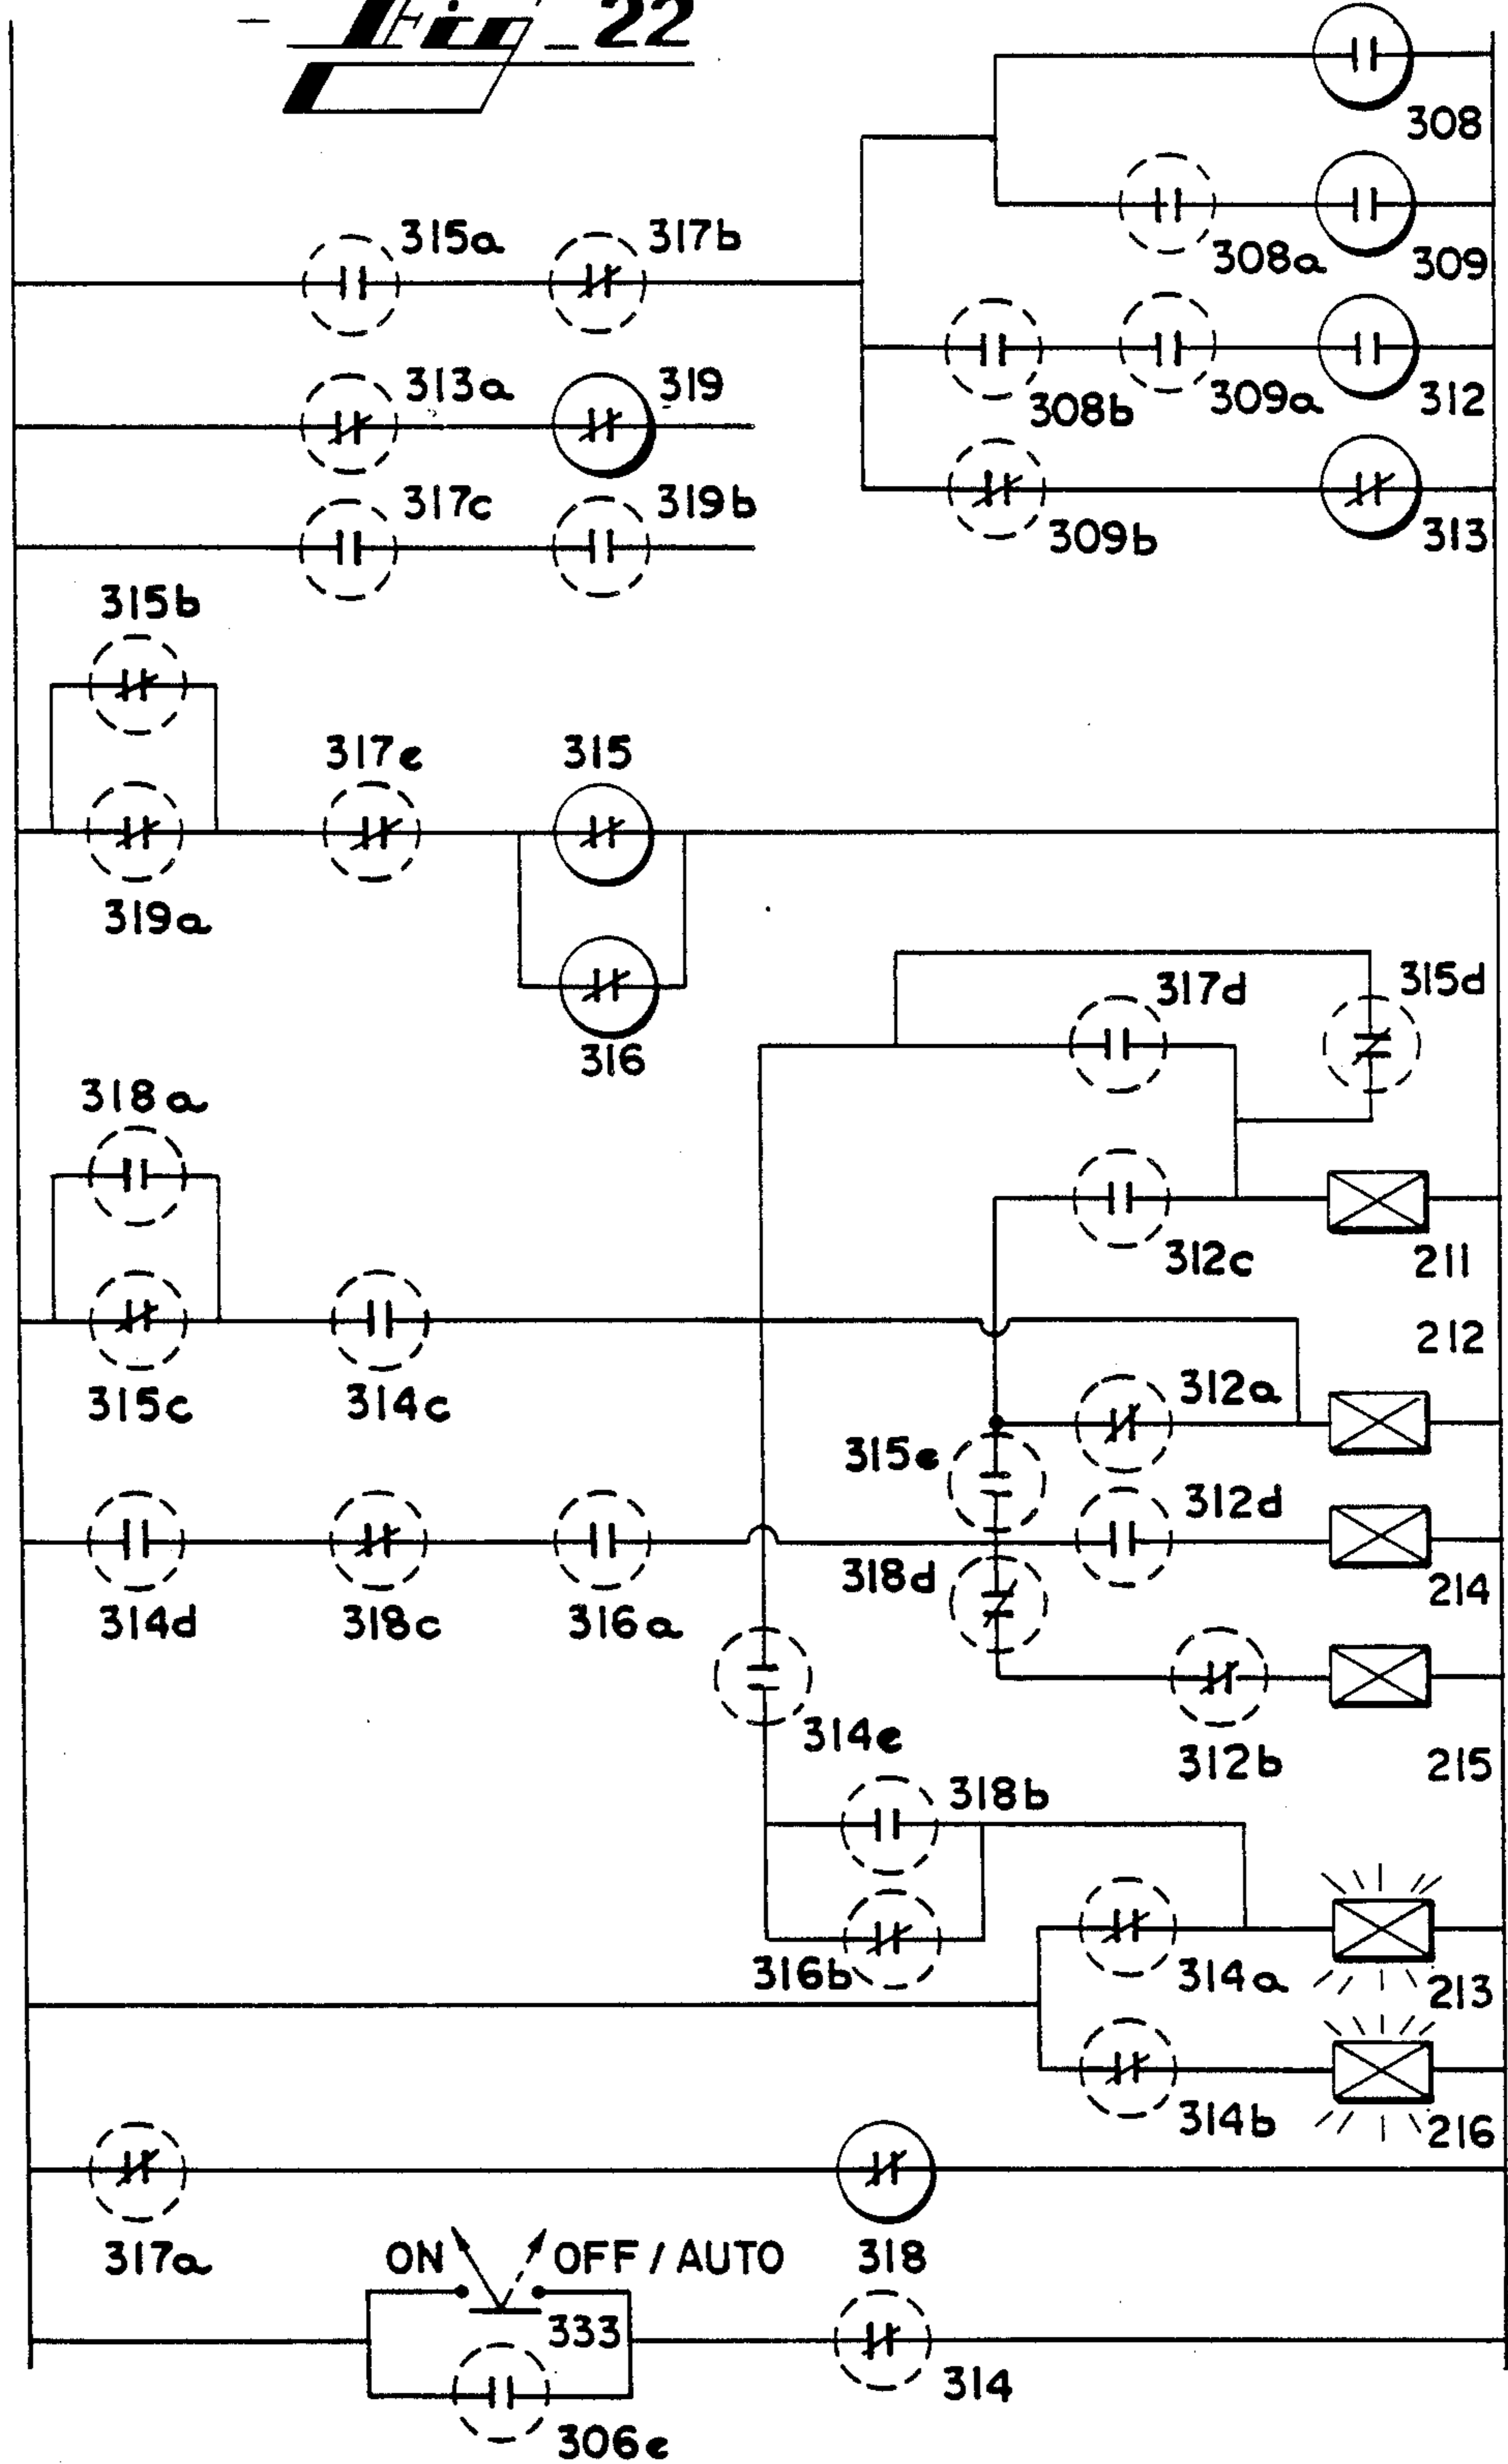 Fig_22
308
315a 317b
308a 309
313a 319
308b 309a 312
317c 319b
309b 313
315b
317e 315
319a
317d 315d
316
318a
312c 211
212
312a
315c 314c
315e
312d
318d
314d 318c 316a 214
314e
312b 215
318b
316b 314a 213
314b 216
317a ON OFF / AUTO 318
333
314
306e